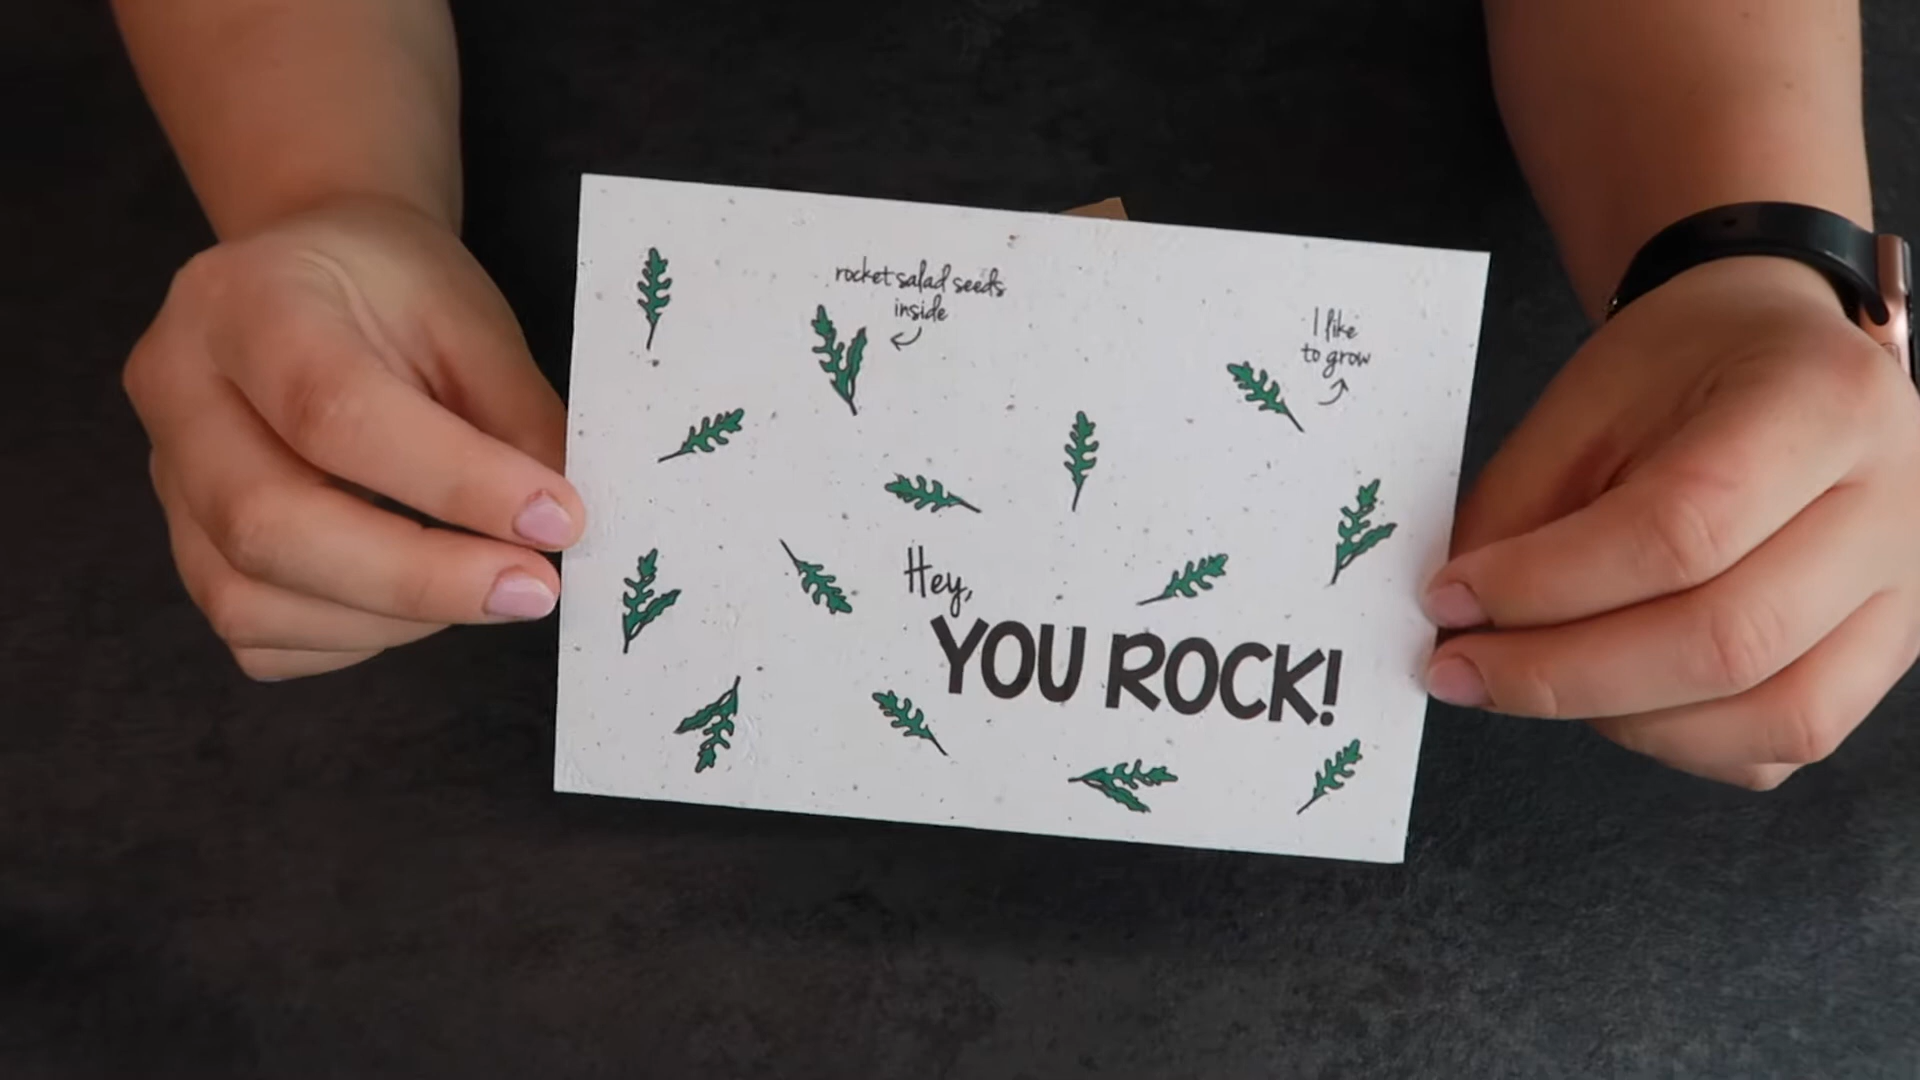 rocket salad seeds
inside
I like
to grow
Hey,
YOU ROCK!